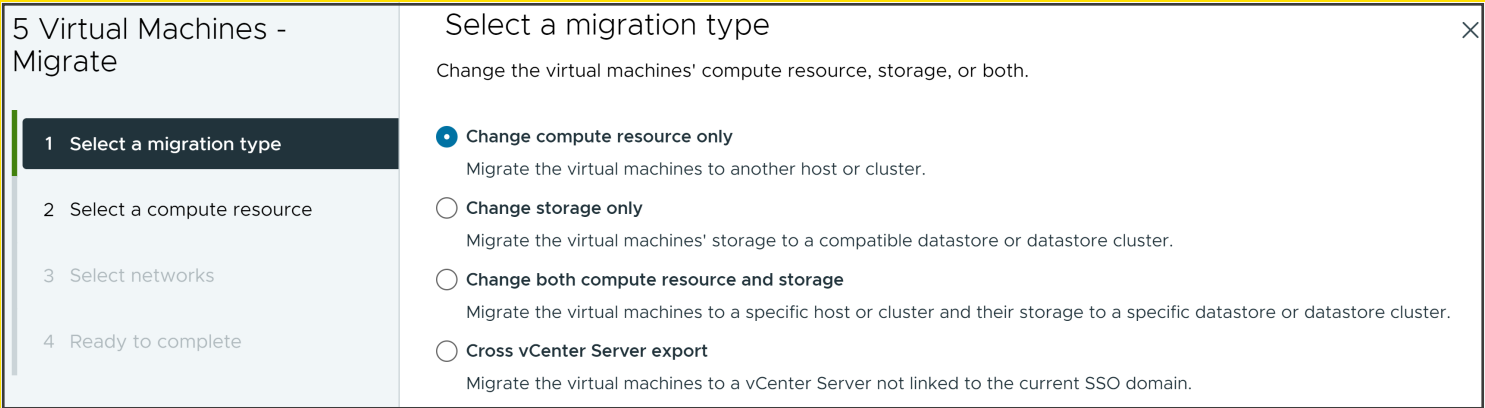 5 Virtual Machines -
Migrate
1 Select a migration type
2 Select a compute resource
3 Select networks
4 Ready to complete
Select a migration type
Change the virtual machines' compute resource, storage, or both.
Change compute resource only
Migrate the virtual machines to another host or cluster.
Change storage only
Migrate the virtual machines' storage to a compatible datastore or datastore cluster.
Change both compute resource and storage
Migrate the virtual machines to a specific host or cluster and their storage to a specific datastore or datastore cluster.
Cross vCenter Server export
Migrate the virtual machines to a vCenter Server not linked to the current SSO domain.